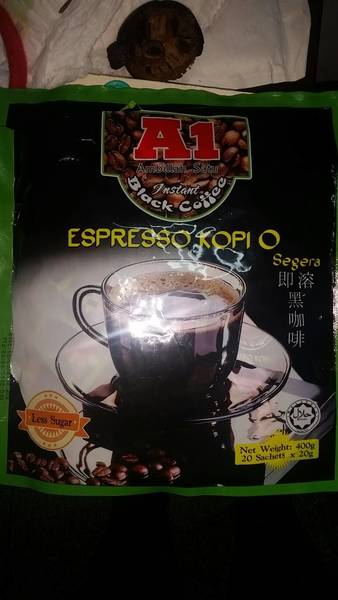 A1
Ambilan Satu
Instant
Black Coffee
ESPRESSO KOPI O
Segera
即溶
黑
咖
啡
Less Sugar
حلال
Net Weight: 400g
20 Sachets x 20g